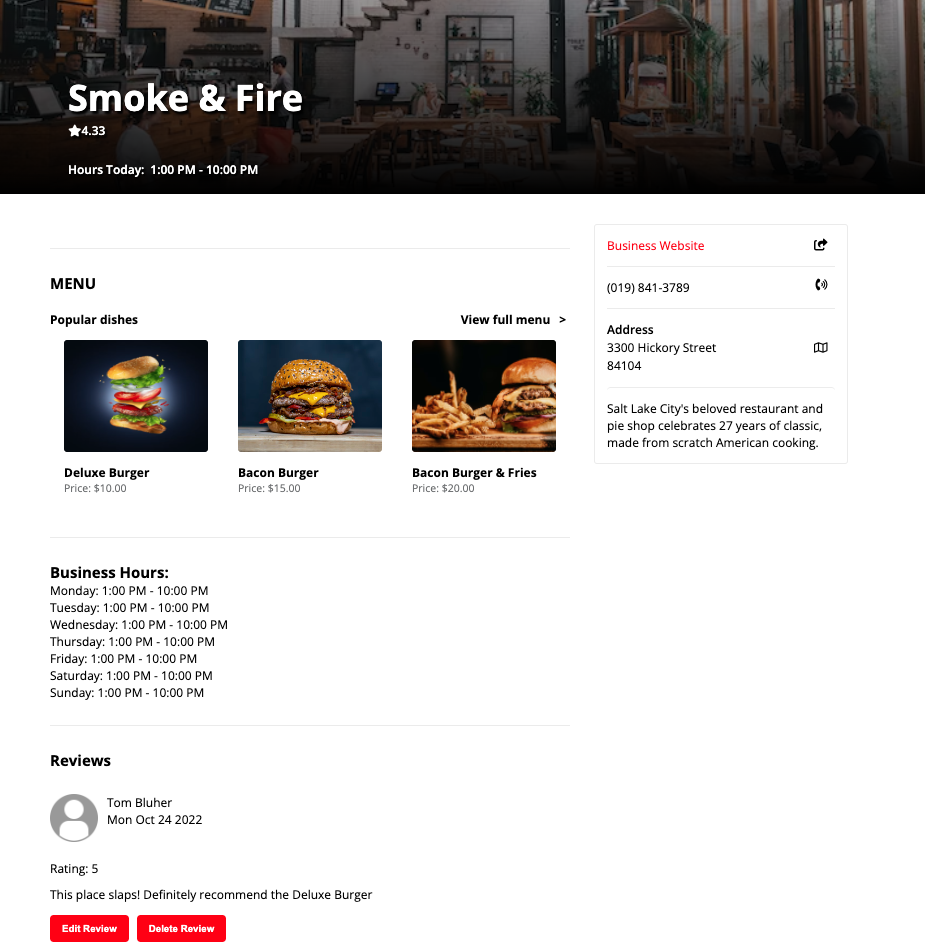 Smoke & Fire
4.33
Hours Today: 1:00 PM - 10:00 PM
MENU
Popular dishes
View full menu >
Deluxe Burger
Price: $10.00
Bacon Burger
Price: $15.00
Bacon Burger & Fries
Price: $20.00
Business Website
(019) 841-3789
Address
3300 Hickory Street
84104
Salt Lake City's beloved restaurant and
pie shop celebrates 27 years of classic,
made from scratch American cooking.
Business Hours:
Monday: 1:00 PM - 10:00 PM
Tuesday: 1:00 PM - 10:00 PM
Wednesday: 1:00 PM - 10:00 PM
Thursday: 1:00 PM - 10:00 PM
Friday: 1:00 PM - 10:00 PM
Saturday: 1:00 PM - 10:00 PM
Sunday: 1:00 PM - 10:00 PM
Reviews
Tom Bluher
Mon Oct 24 2022
Rating: 5
This place slaps! Definitely recommend the Deluxe Burger
Edit Review
Delete Review